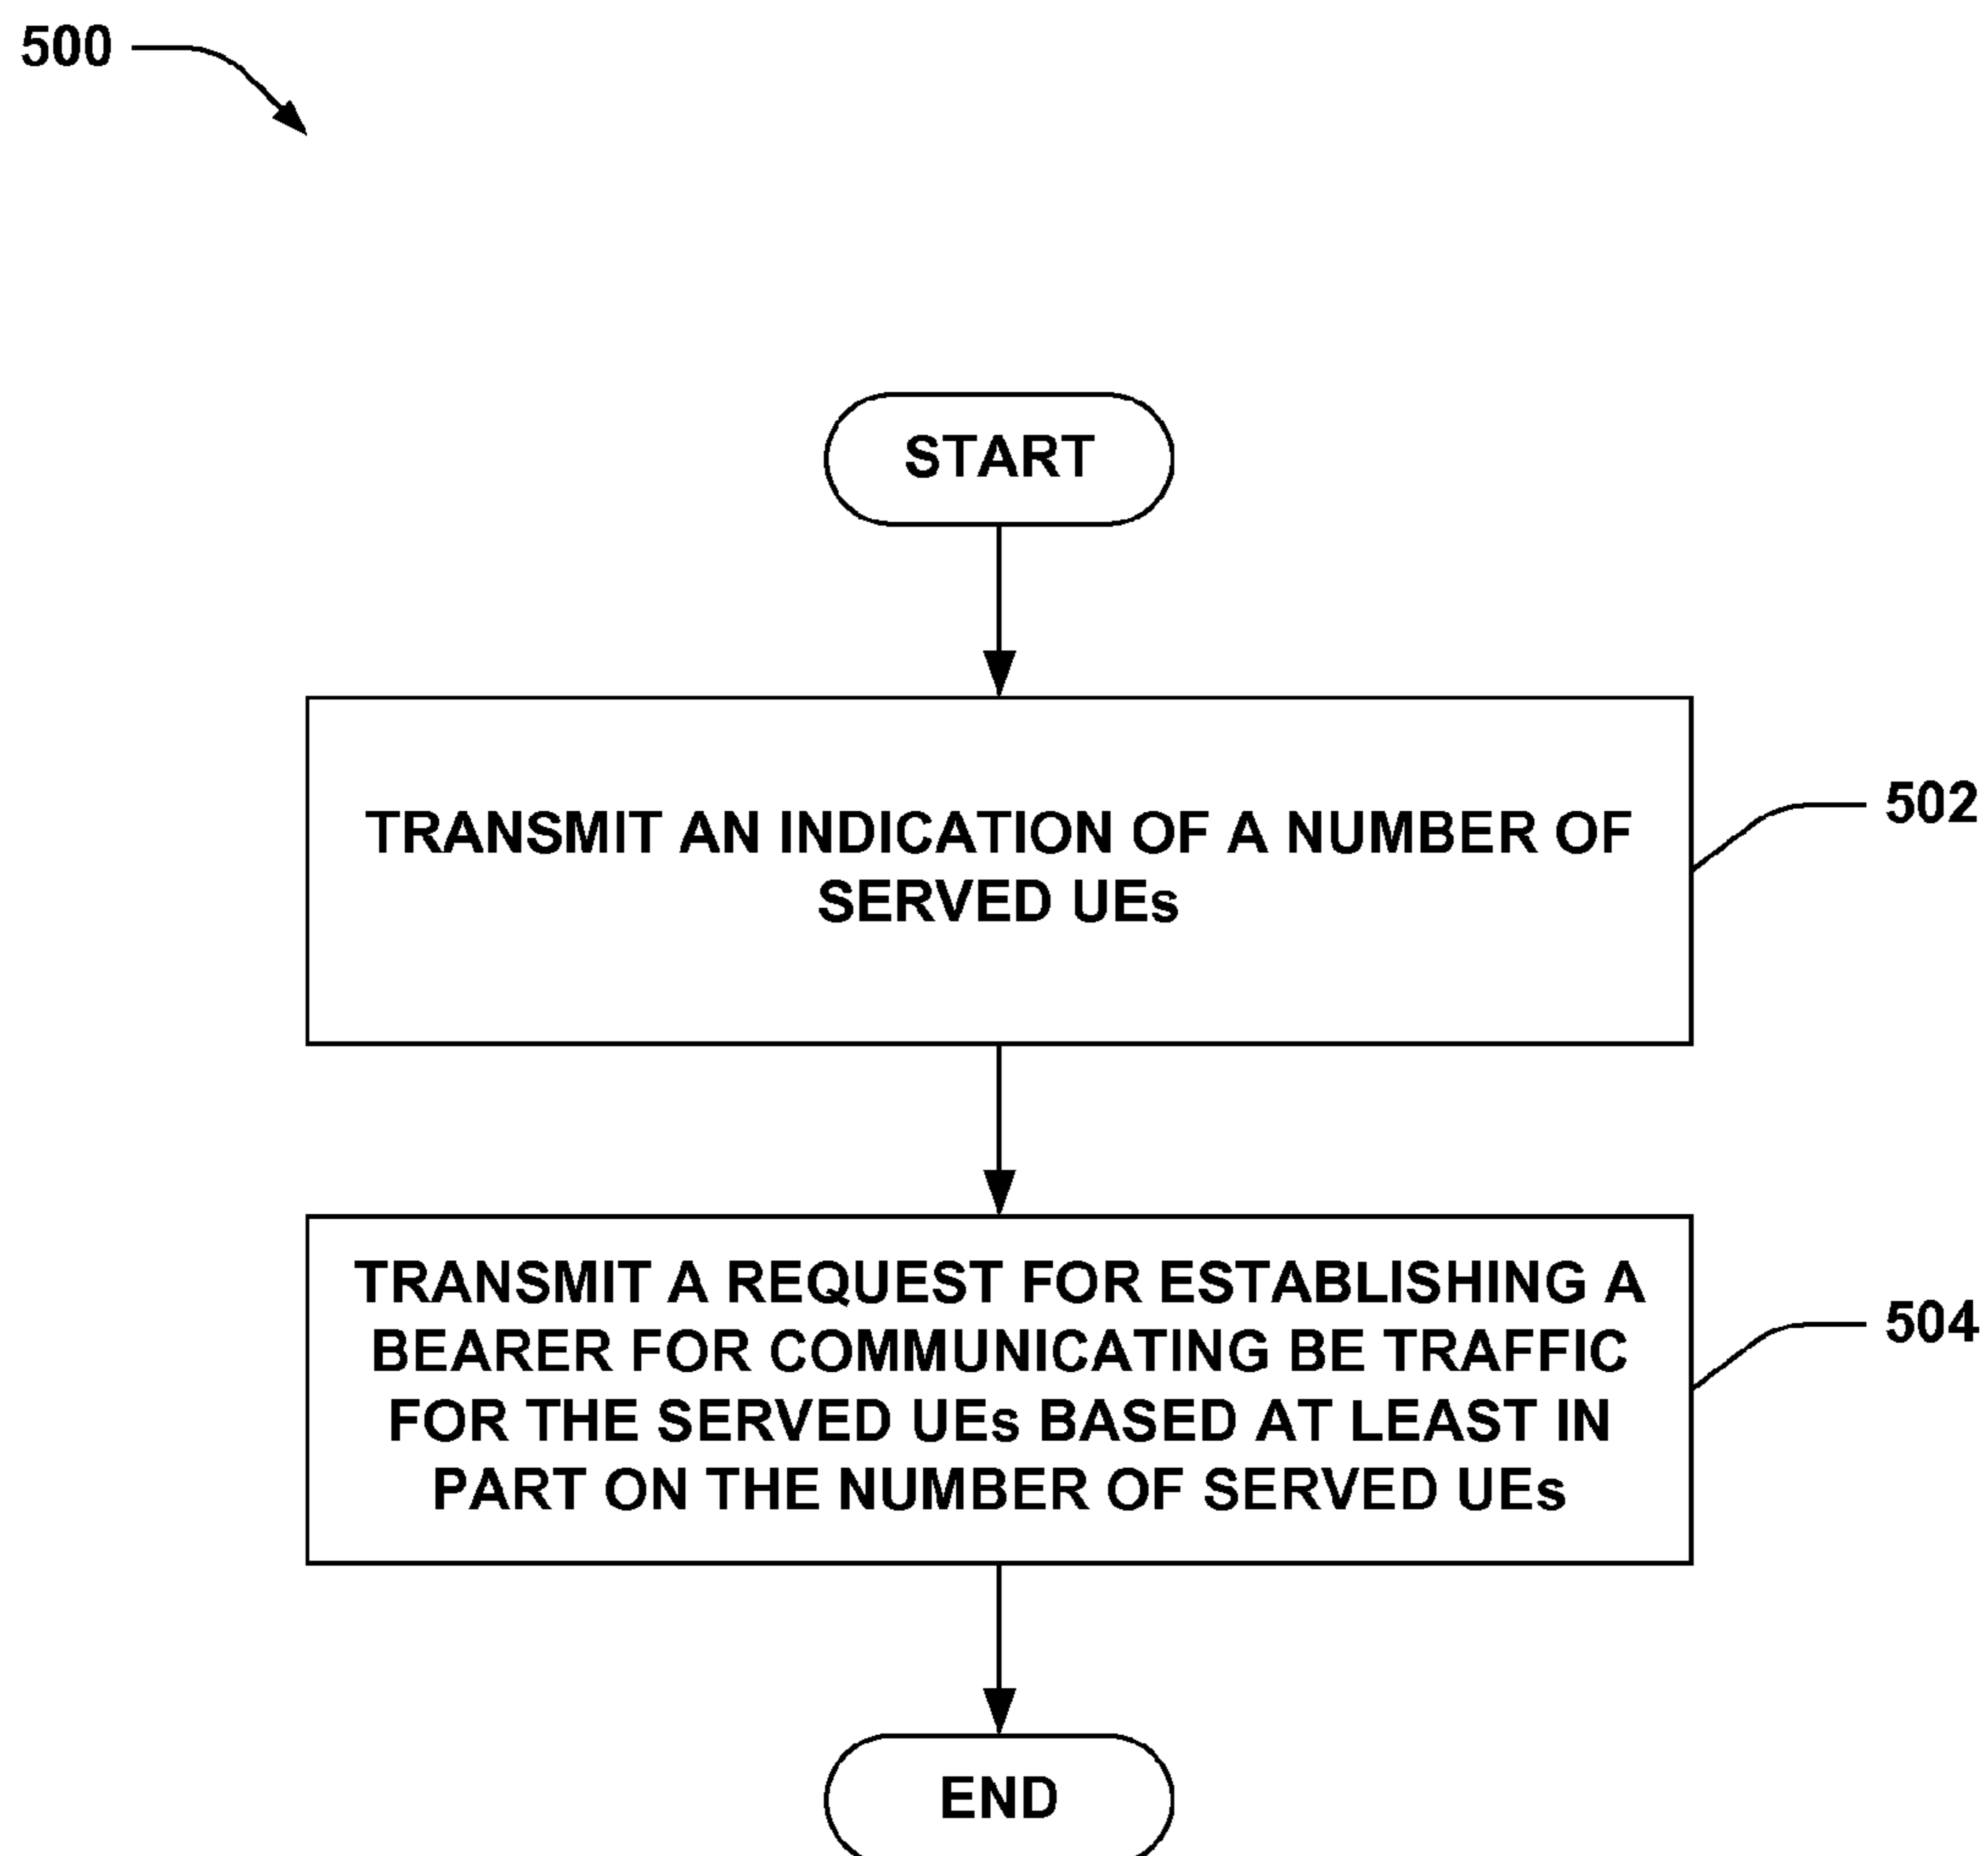 500
START
TRANSMIT AN INDICATION OF A NUMBER OF
SERVED UEs
502
TRANSMIT A REQUEST FOR ESTABLISHING A
BEARER FOR COMMUNICATING BE TRAFFIC
FOR THE SERVED UEs BASED AT LEAST IN
PART ON THE NUMBER OF SERVED UEs
504
END